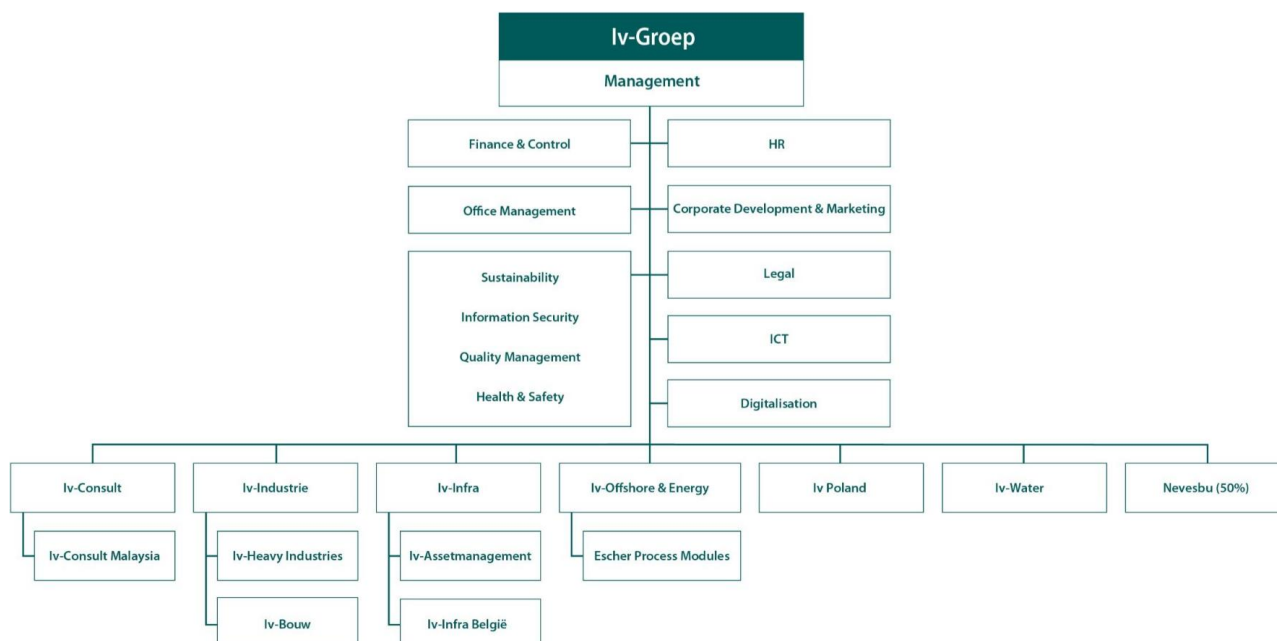 Iv-Groep
Management
Finance & Control
HR
Office Management
Corporate Development & Marketing
Sustainability
Information Security
Quality Management
Health & Safety
Legal
ICT
Digitalisation
Iv-Consult
Iv-Industrie
Iv-Infra
Iv-Offshore & Energy
Iv Poland
Iv-Water
Nevesbu (50%)
Iv-Consult Malaysia
Iv-Heavy Industries
Iv-Assetmanagement
Escher Process Modules
Iv-Bouw
Iv-Infra België